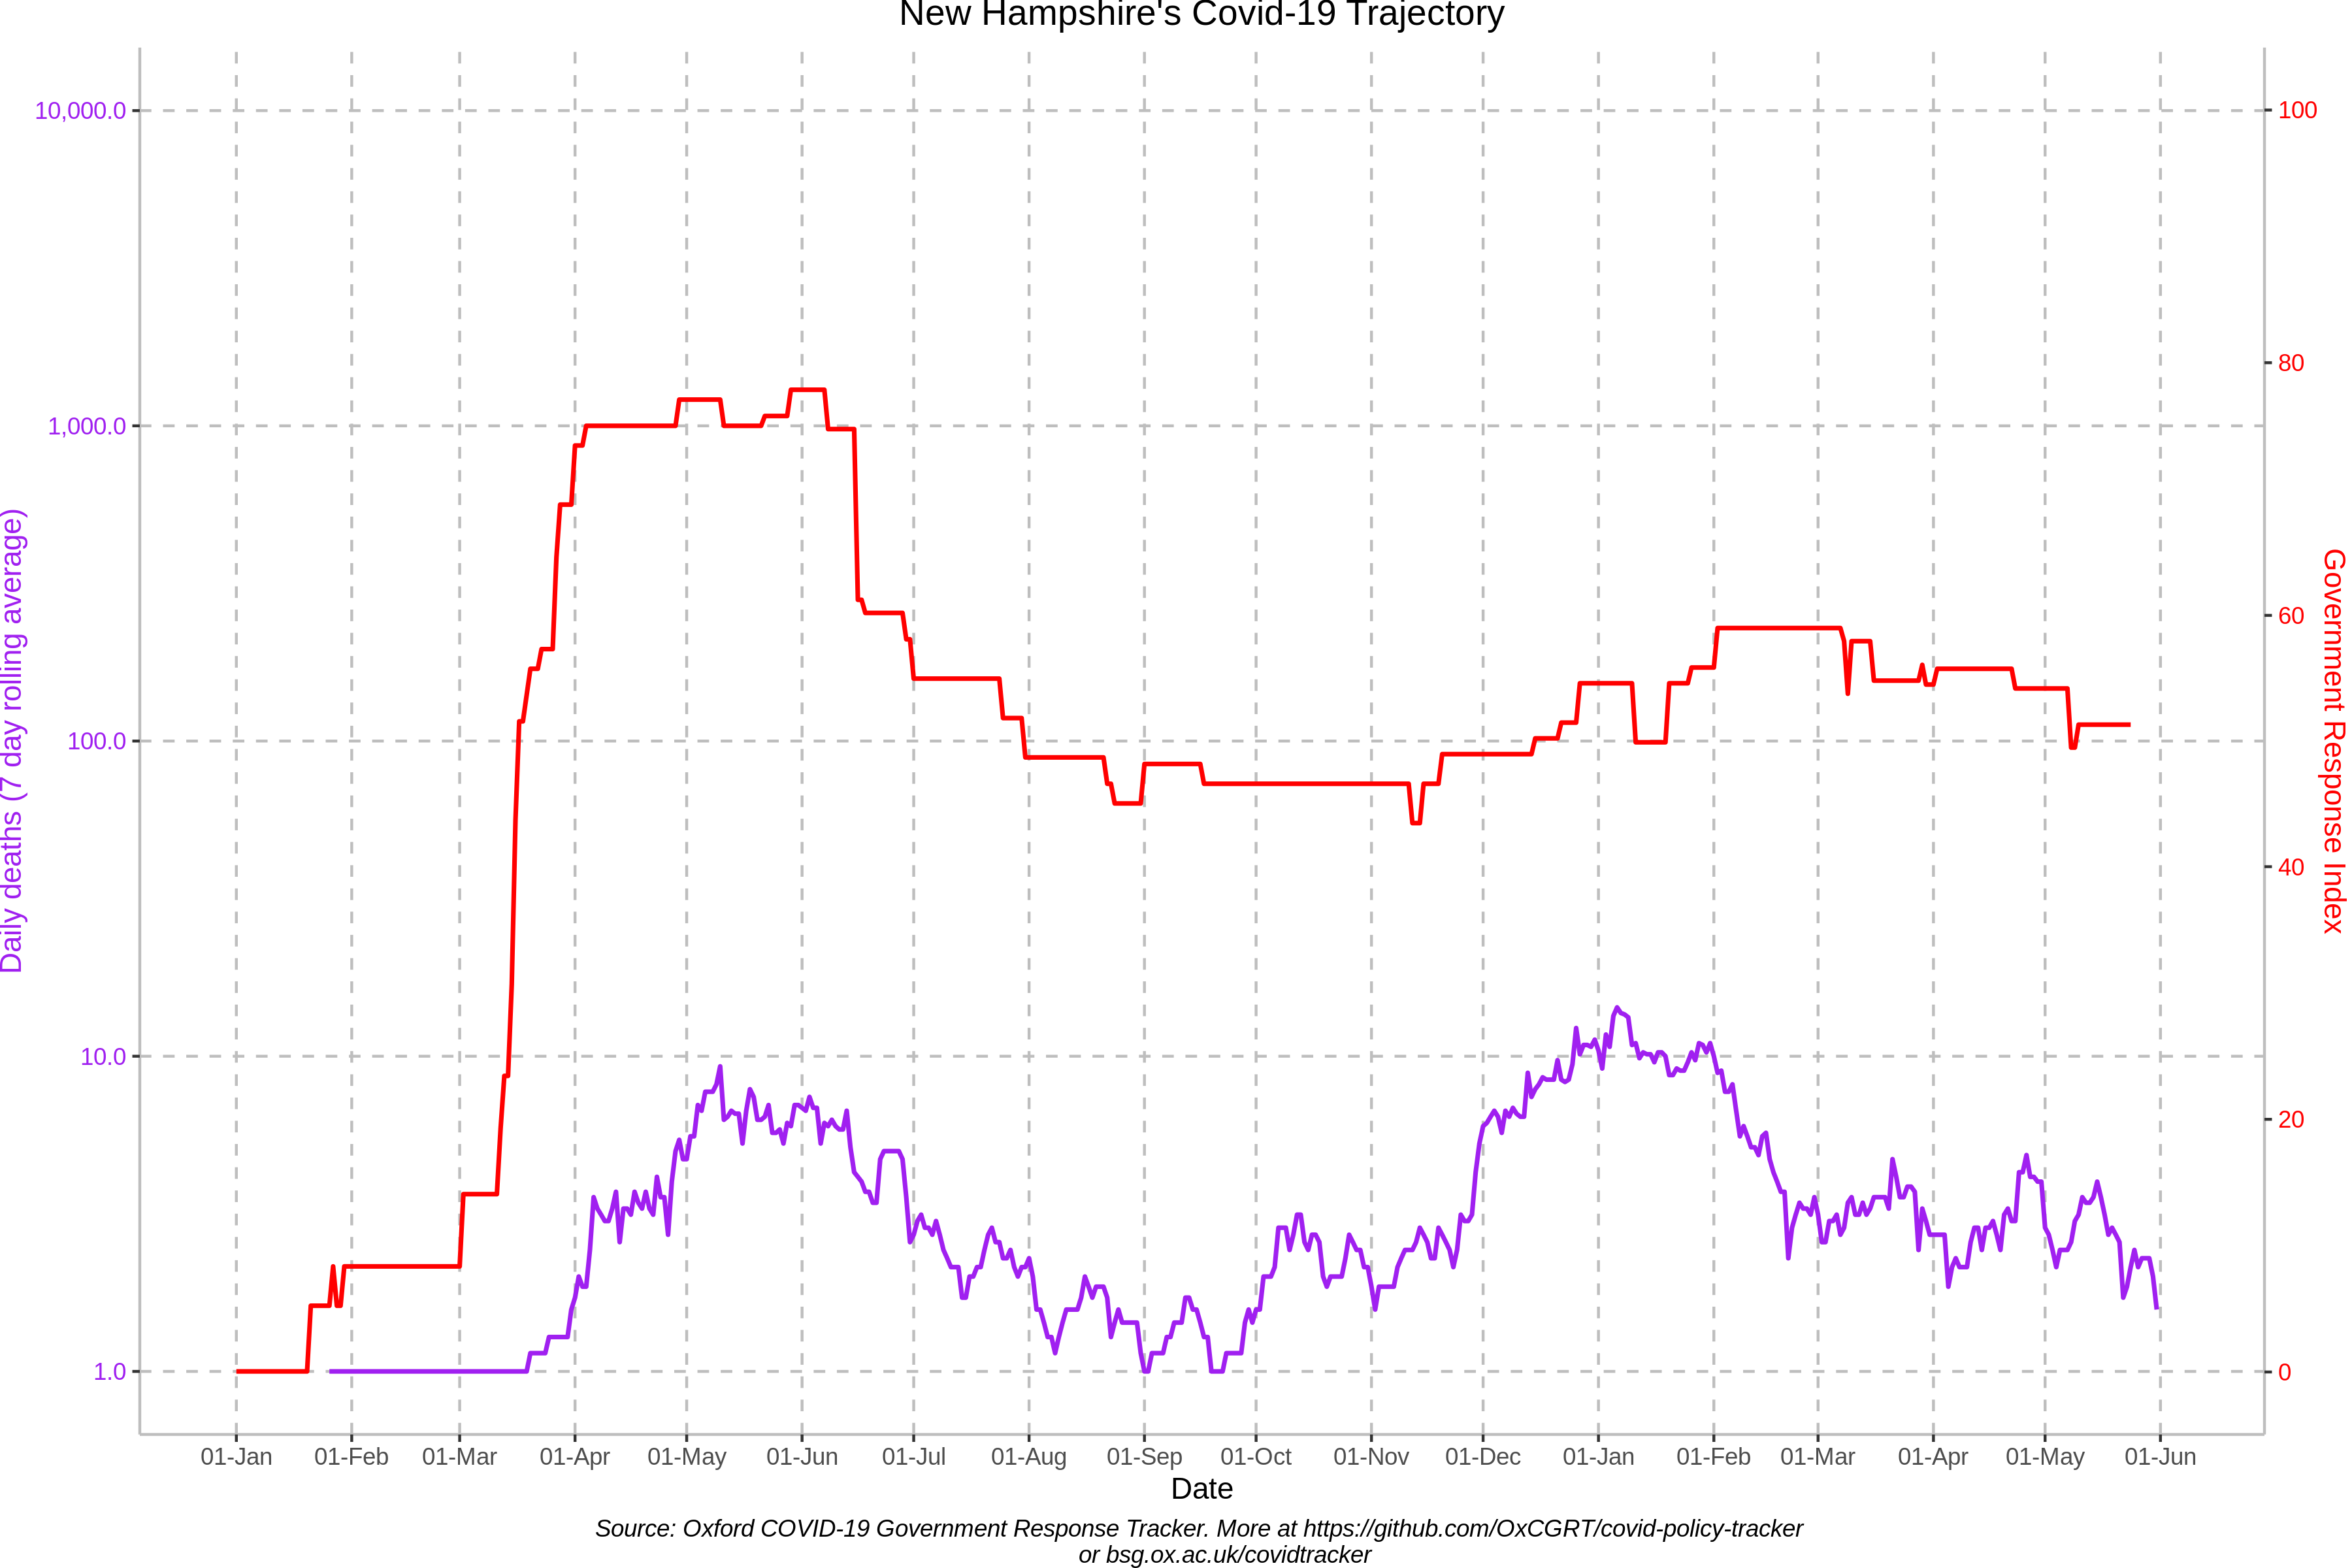 New Hampshire's Covid-19 Trajectory
10,000.0
1,000.0
100.0
10.0
1.0
Daily deaths (7 day rolling average)
100
80
60
40
20
0
Government Response Index
01-Jan 01-Feb 01-Mar 01-Apr 01-May 01-Jun 01-Jul 01-Aug 01-Sep 01-Oct 01-Nov 01-Dec 01-Jan 01-Feb 01-Mar 01-Apr 01-May 01-Jun
Date
Source: Oxford COVID-19 Government Response Tracker. More at https://github.com/OxCGRT/covid-policy-tracker
or bsg.ox.ac.uk/covidtracker